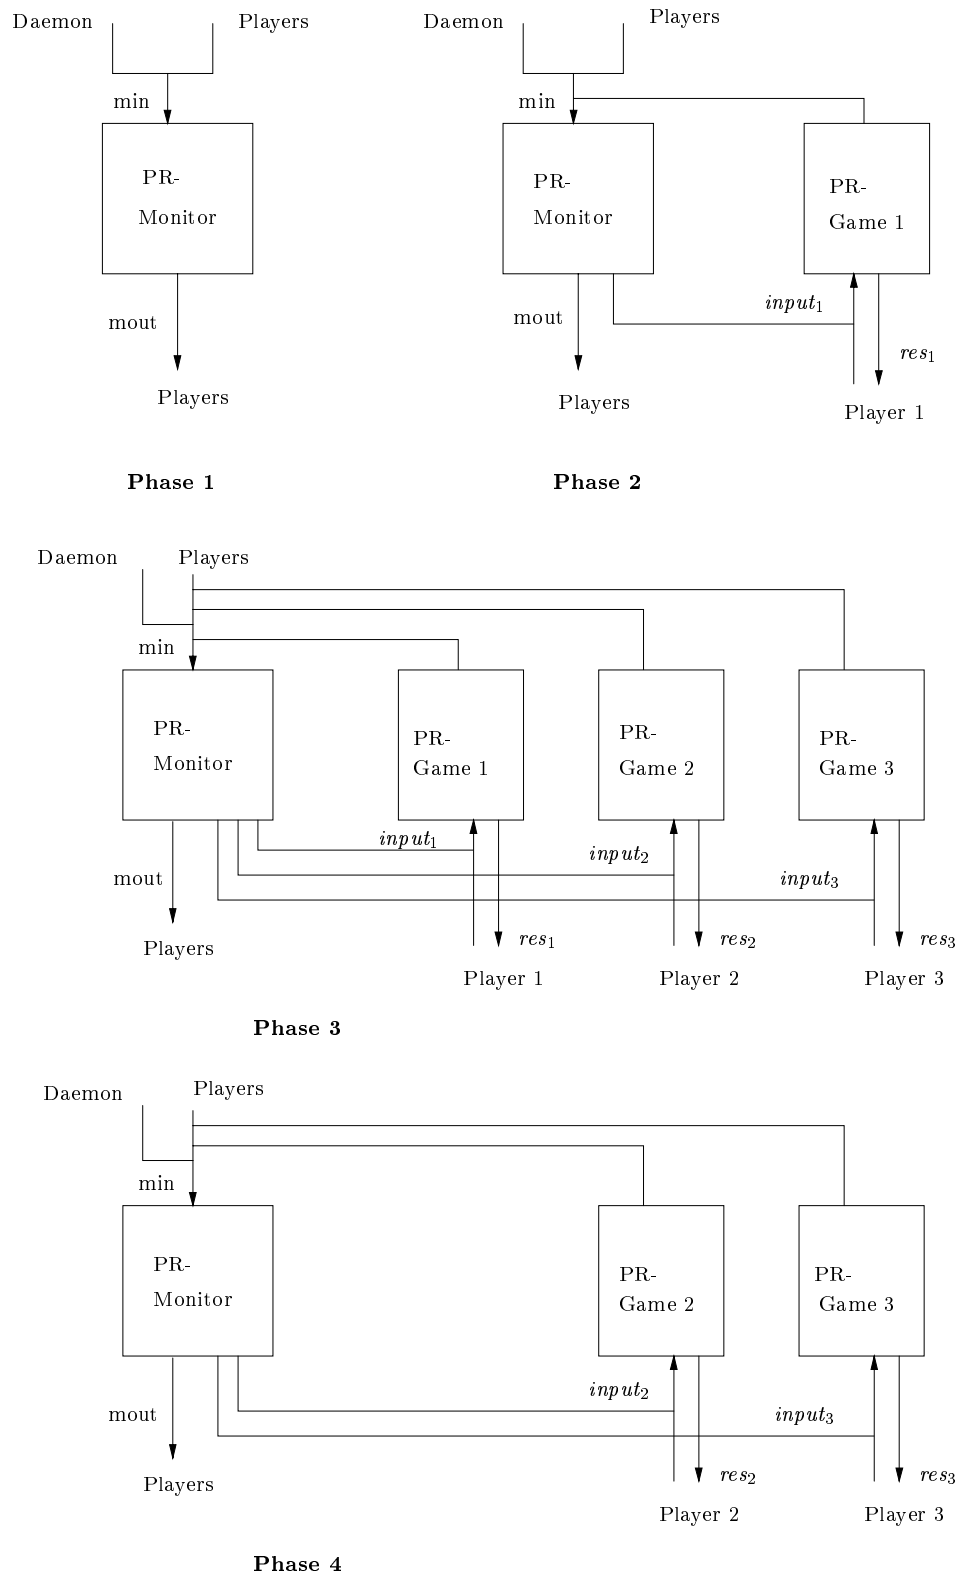 Daemon
Players
min
PR-
Monitor
mout
Players
Phase 1
Daemon
Players
min
PR-
Monitor
PR-
Game 1
input1
mout
res1
Players
Player 1
Phase 2
Daemon
Players
min
PR-
Monitor
PR-
Game 1
PR-
Game 2
PR-
Game 3
input1
input2
input3
mout
Players
res1
res2
res3
Player 1
Player 2
Player 3
Phase 3
Daemon
Players
min
PR-
Monitor
PR-
Game 2
PR-
Game 3
input2
input3
mout
Players
res2
res3
Player 2
Player 3
Phase 4